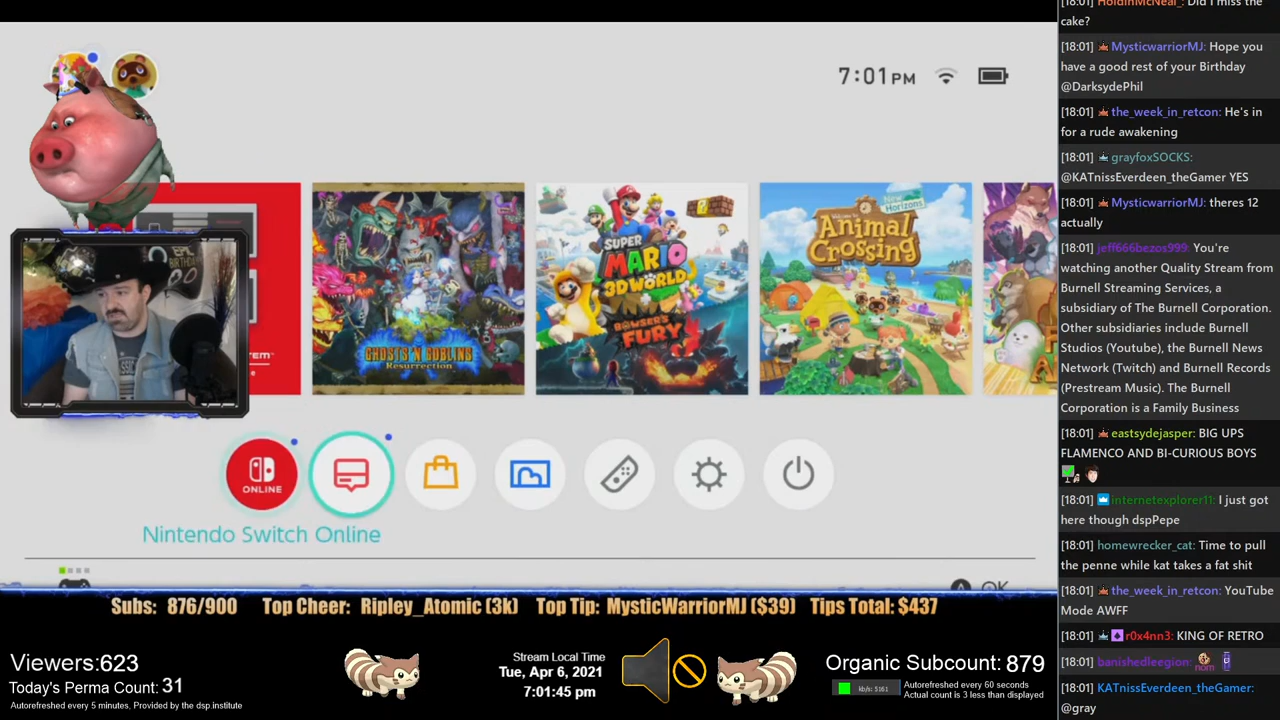 7:01 PM
EM™
e
GHOSTS 'N GOBLINS
Resurrection
SUPER
MARIO
3D WORLD
+
BOWSER'S
FURY
New
Horizons
Welcome to
Animal
Crossing
ONLINE
Nintendo Switch Online
OK
Subs: 876/900 Top Cheer: Ripley_Atomic (3k) Top Tip: MysticWarriorMJ ($39) Tips Total: $437
Viewers:623
Today's Perma Count: 31
Autorefreshed every 5 minutes, Provided by the dsp.institute
Stream Local Time
Tue, Apr 6, 2021
7:01:45 pm
Organic Subcount: 879
kb/s: 5161
Autorefreshed every 60 seconds
Actual count is 3 less than displayed
[18:01] HoldinMcNeal_: Did I miss the
cake?
[18:01] MysticwarriorMJ: Hope you
have a good rest of your Birthday
@DarksydePhil
[18:01] the_week_in_retcon: He's in
for a rude awakening
[18:01] grayfoxSOCKS:
@KATnissEverdeen_theGamer YES
[18:01] MysticwarriorMJ: theres 12
actually
[18:01] jeff666bezos999: You're
watching another Quality Stream from
Burnell Streaming Services, a
subsidiary of The Burnell Corporation.
Other subsidiaries include Burnell
Studios (Youtube), the Burnell News
Network (Twitch) and Burnell Records
(Prestream Music). The Burnell
Corporation is a Family Business
[18:01] eastsydejasper: BIG UPS
FLAMENCO AND BI-CURIOUS BOYS
[18:01] internetexplorer11: I just got
here though dspPepe
[18:01] homewrecker_cat: Time to pull
the penne while kat takes a fat shit
[18:01] the_week_in_retcon: YouTube
Mode AWFF
[18:01] r0x4nn3: KING OF RETRO
[18:01] banishedleegion:
[18:01] KATnissEverdeen_theGamer:
@gray